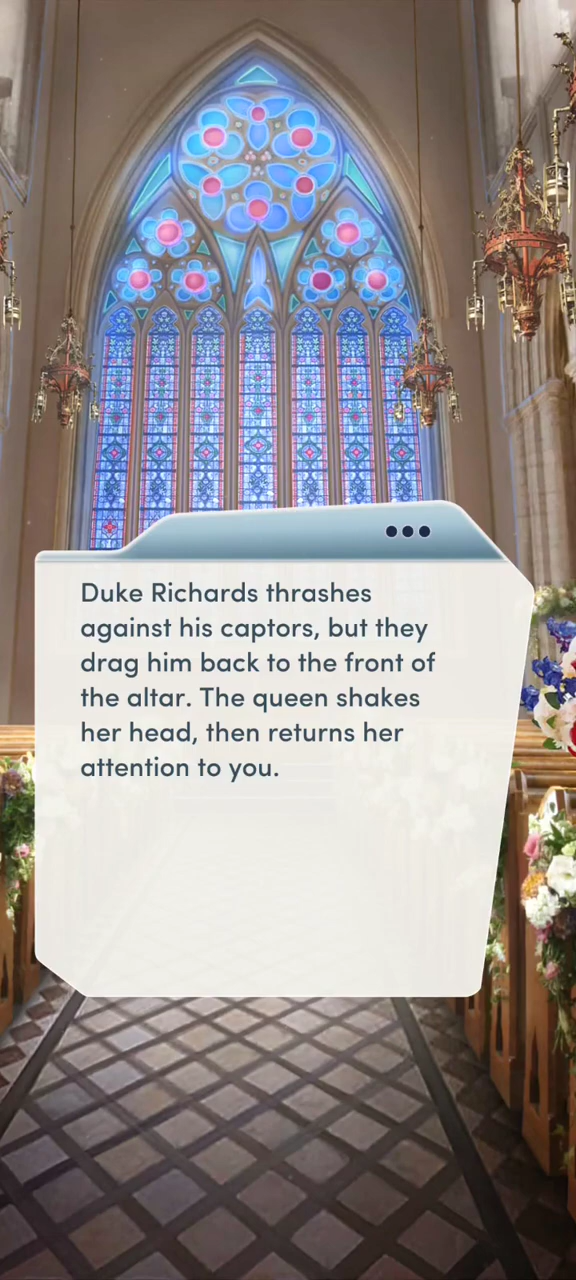 Duke Richards thrashes
against his captors, but they
drag him back to the front of
the altar. The queen shakes
her head, then returns her
attention to you.